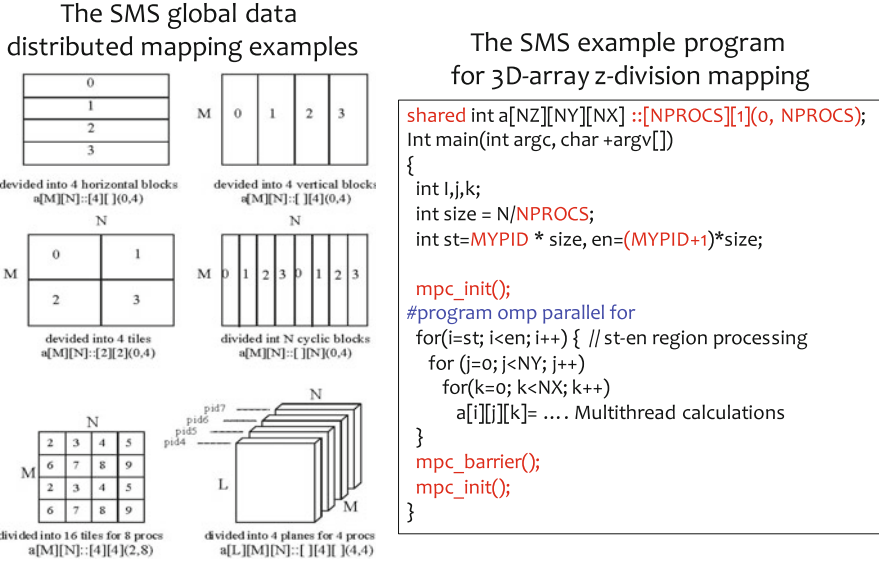 The SMS global data
distributed mapping examples
0
1
2
3
devided into 4 horizontal blocks
a[M][N]::[4][ ](0,4)
M
0 1 2 3
devided into 4 vertical blocks
a[M][N]::[ ][4](0,4)
N
M
0 1
2 3
devided into 4 tiles
a[M][N]::[2][2](0,4)
N
M
0 1 2 3 0 1 2 3
divided int N cyclic blocks
a[M][N]::[ ][N](0,4)
N
M
2 3 4 5
6 7 8 9
2 3 4 5
6 7 8 9
divided into 16 tiles for 8 procs
a[M][N]::[4][4](2,8)
N
pid7
pid6
pid5
pid4
L
M
divided into 4 planes for 4 procs
a[L][M][N]::[ ][4][ ](4,4)
The SMS example program
for 3D-array z-division mapping
shared int a[NZ][NY][NX] ::[NPROCS][1](0, NPROCS);
Int main(int argc, char +argv[])
{
int I,j,k;
int size = N/NPROCS;
int st=MYPID * size, en=(MYPID+1)*size;
mpc_init();
#program omp parallel for
for(i=st; i<en; i++) { // st-en region processing
for (j=0; j<NY; j++)
for(k=0; k<NX; k++)
a[i][j][k]= …. Multithread calculations
}
mpc_barrier();
mpc_init();
}